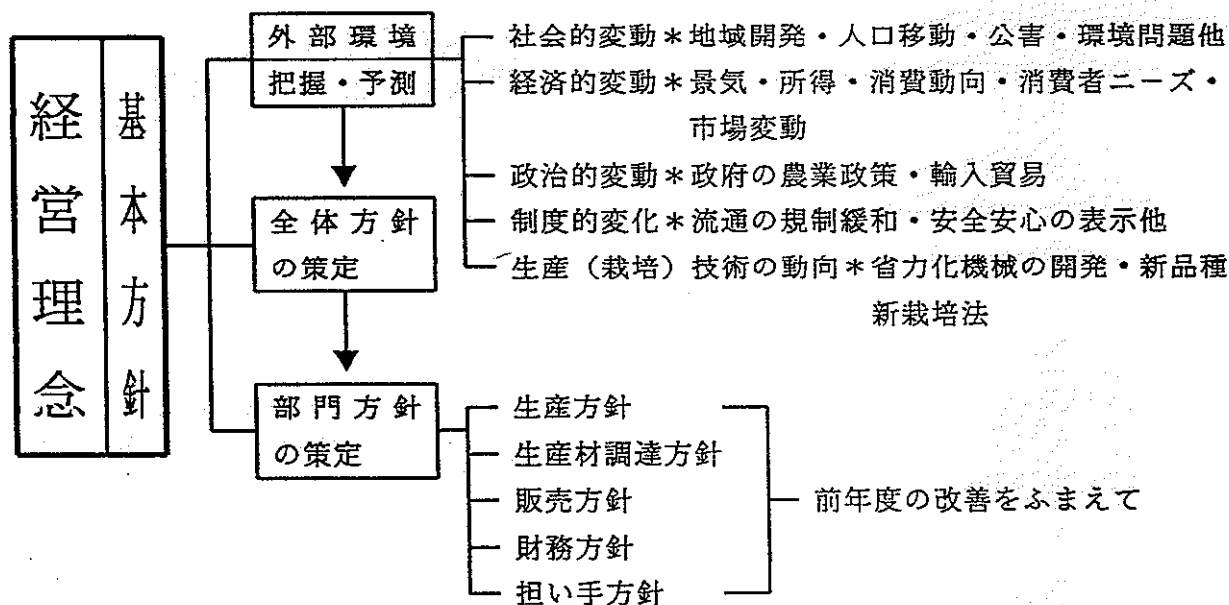 経営理念
基本方針
外部環境
把握・予測
社会的変動＊地域開発・人口移動・公害・環境問題他
経済的変動＊景気・所得・消費動向・消費者ニーズ・
市場変動
政治的変動＊政府の農業政策・輸入貿易
制度的変化＊流通の規制緩和・安全安心の表示他
生産（栽培）技術の動向＊省力化機械の開発・新品種
新栽培法
全体方針
の策定
部門方針
の策定
生産方針
生産材調達方針
販売方針
財務方針
担い手方針
前年度の改善をふまえて